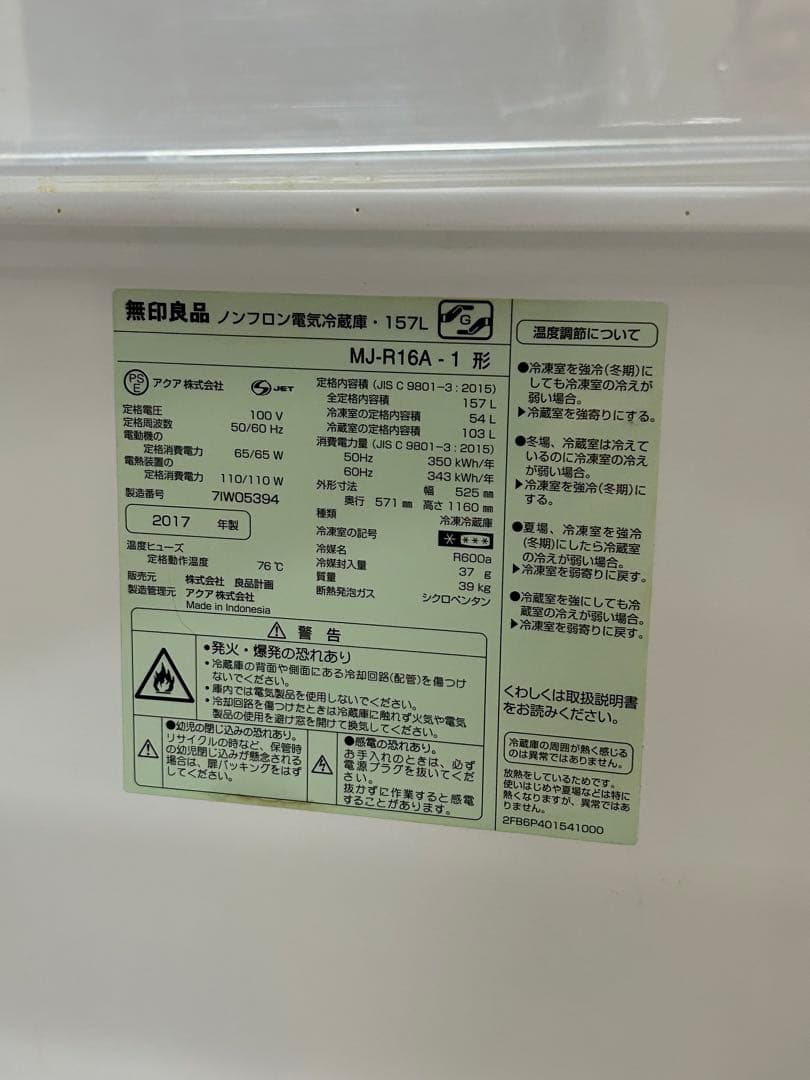 無印良品 ノンフロン電気冷蔵庫・157L
G
MJ-R16A-1 形
PS
E
アクア株式会社
S JET
定格電圧 100 V
定格周波数 50/60 Hz
電動機の
定格消費電力 65/65 W
電熱装置の
定格消費電力 110/110 W
製造番号 7IW05394
2017 年製
温度ヒューズ
定格動作温度 76 ℃
販売元 株式会社 良品計画
製造管理元 アクア株式会社
Made in Indonesia
定格内容積 (JIS C 9801-3 : 2015)
全定格内容積 157 L
冷凍室の定格内容積 54 L
冷蔵室の定格内容積 103 L
消費電力量 (JIS C 9801-3 : 2015)
50Hz 350 kWh/年
60Hz 343 kWh/年
外形寸法 幅 525 ㎜
奥行 571 ㎜ 高さ 1160 ㎜
種類 冷凍冷蔵庫
冷凍室の記号 * ***
冷媒名 R600a
冷媒封入量 37 g
質量 39 kg
断熱発泡ガス シクロペンタン
⚠ 警告
•発火・爆発の恐れあり
・冷蔵庫の背面や側面にある冷却回路(配管)を傷つけ
ないでください。
・庫内では電気製品を使用しないでください。
・冷却回路を傷つけたときは冷蔵庫に触れず火気や電気
製品の使用を避け窓を開けて換気してください。
●幼児の閉じ込みの恐れあり。
リサイクルの時など、保管時
の幼児閉じ込みが懸念される
場合は、扉パッキングをはず
してください。
●感電の恐れあり。
お手入れのときは、必ず
電源プラグを抜いてくださ
い。
抜かずに作業すると感電
することがあります。
温度調節について
●冷凍室を強冷(冬期)に
しても冷凍室の冷えが
弱い場合。
▶冷蔵室を強寄りにする。
●冬場、冷蔵室は冷えて
いるのに冷凍室の冷え
が弱い場合。
▶冷凍室を強冷(冬期)に
する。
●夏場、冷凍室を強冷
(冬期)にしたら冷蔵室
の冷えが弱い場合。
▶冷凍室を弱寄りに戻す。
●冷蔵室を強にしても冷
蔵室の冷えが弱い場合。
▶冷凍室を弱寄りに戻す。
くわしくは取扱説明書
をお読みください。
冷蔵庫の周囲が熱く感じる
のは異常ではありません。
放熱をしているためです。
使いはじめや夏場などは特に
熱くなりますが、異常ではあ
りません。
2FB6P401541000